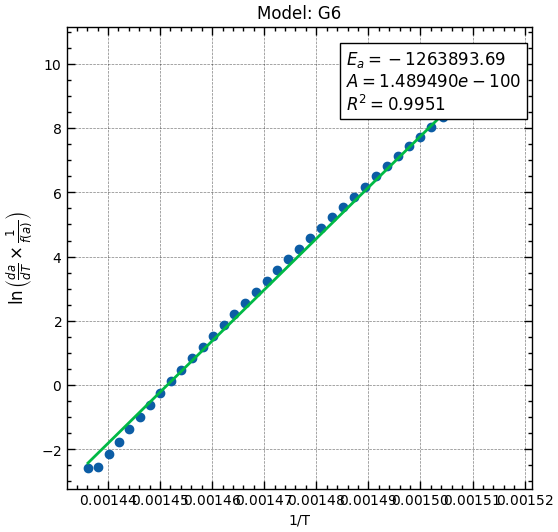 Model: G6
E_a = −1263893.69
A = 1.489490e − 100
R² = 0.9951
ln (da/dT × 1/f(a))
10
8
6
4
2
0
−2
0.00144 0.00145 0.00146 0.00147 0.00148 0.00149 0.00150 0.00151 0.00152
1/T